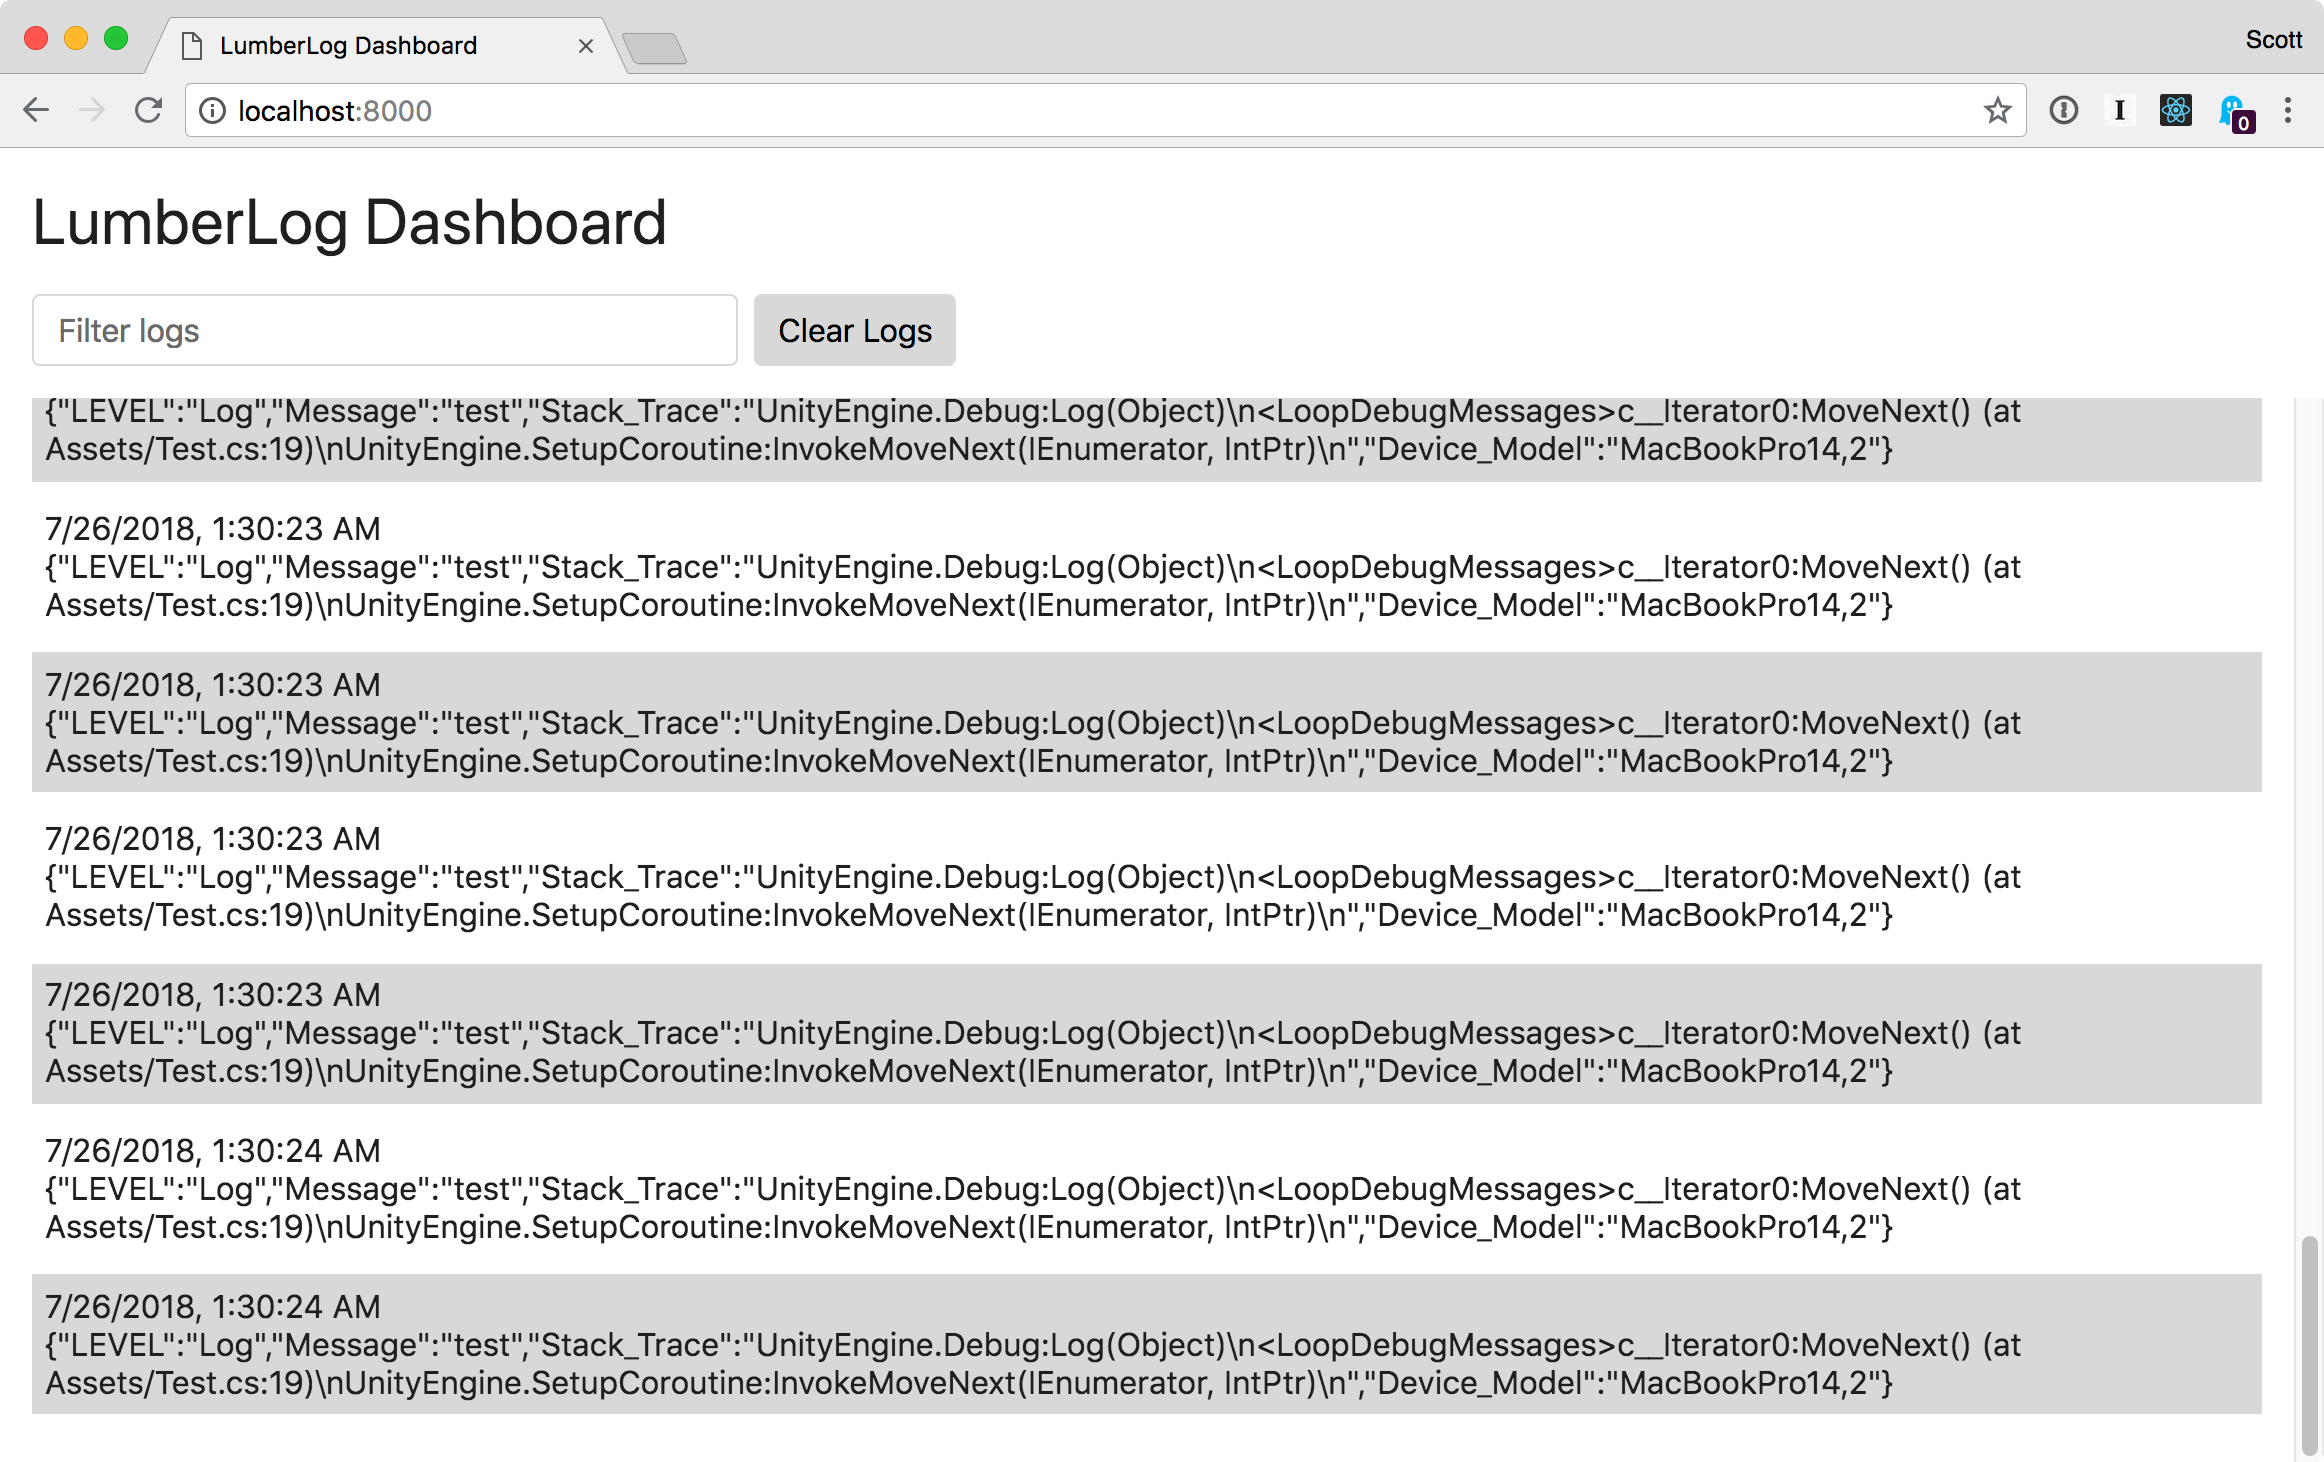 LumberLog Dashboard
Scott
localhost:8000
0
LumberLog Dashboard
Filter logs
Clear Logs
{"LEVEL":"Log","Message":"test","Stack_Trace":"UnityEngine.Debug:Log(Object)\n<LoopDebugMessages>c__Iterator0:MoveNext() (at
Assets/Test.cs:19)\nUnityEngine.SetupCoroutine:InvokeMoveNext(IEnumerator, IntPtr)\n","Device_Model":"MacBookPro14,2"}
7/26/2018, 1:30:23 AM
{"LEVEL":"Log","Message":"test","Stack_Trace":"UnityEngine.Debug:Log(Object)\n<LoopDebugMessages>c__Iterator0:MoveNext() (at
Assets/Test.cs:19)\nUnityEngine.SetupCoroutine:InvokeMoveNext(IEnumerator, IntPtr)\n","Device_Model":"MacBookPro14,2"}
7/26/2018, 1:30:23 AM
{"LEVEL":"Log","Message":"test","Stack_Trace":"UnityEngine.Debug:Log(Object)\n<LoopDebugMessages>c__Iterator0:MoveNext() (at
Assets/Test.cs:19)\nUnityEngine.SetupCoroutine:InvokeMoveNext(IEnumerator, IntPtr)\n","Device_Model":"MacBookPro14,2"}
7/26/2018, 1:30:23 AM
{"LEVEL":"Log","Message":"test","Stack_Trace":"UnityEngine.Debug:Log(Object)\n<LoopDebugMessages>c__Iterator0:MoveNext() (at
Assets/Test.cs:19)\nUnityEngine.SetupCoroutine:InvokeMoveNext(IEnumerator, IntPtr)\n","Device_Model":"MacBookPro14,2"}
7/26/2018, 1:30:23 AM
{"LEVEL":"Log","Message":"test","Stack_Trace":"UnityEngine.Debug:Log(Object)\n<LoopDebugMessages>c__Iterator0:MoveNext() (at
Assets/Test.cs:19)\nUnityEngine.SetupCoroutine:InvokeMoveNext(IEnumerator, IntPtr)\n","Device_Model":"MacBookPro14,2"}
7/26/2018, 1:30:24 AM
{"LEVEL":"Log","Message":"test","Stack_Trace":"UnityEngine.Debug:Log(Object)\n<LoopDebugMessages>c__Iterator0:MoveNext() (at
Assets/Test.cs:19)\nUnityEngine.SetupCoroutine:InvokeMoveNext(IEnumerator, IntPtr)\n","Device_Model":"MacBookPro14,2"}
7/26/2018, 1:30:24 AM
{"LEVEL":"Log","Message":"test","Stack_Trace":"UnityEngine.Debug:Log(Object)\n<LoopDebugMessages>c__Iterator0:MoveNext() (at
Assets/Test.cs:19)\nUnityEngine.SetupCoroutine:InvokeMoveNext(IEnumerator, IntPtr)\n","Device_Model":"MacBookPro14,2"}